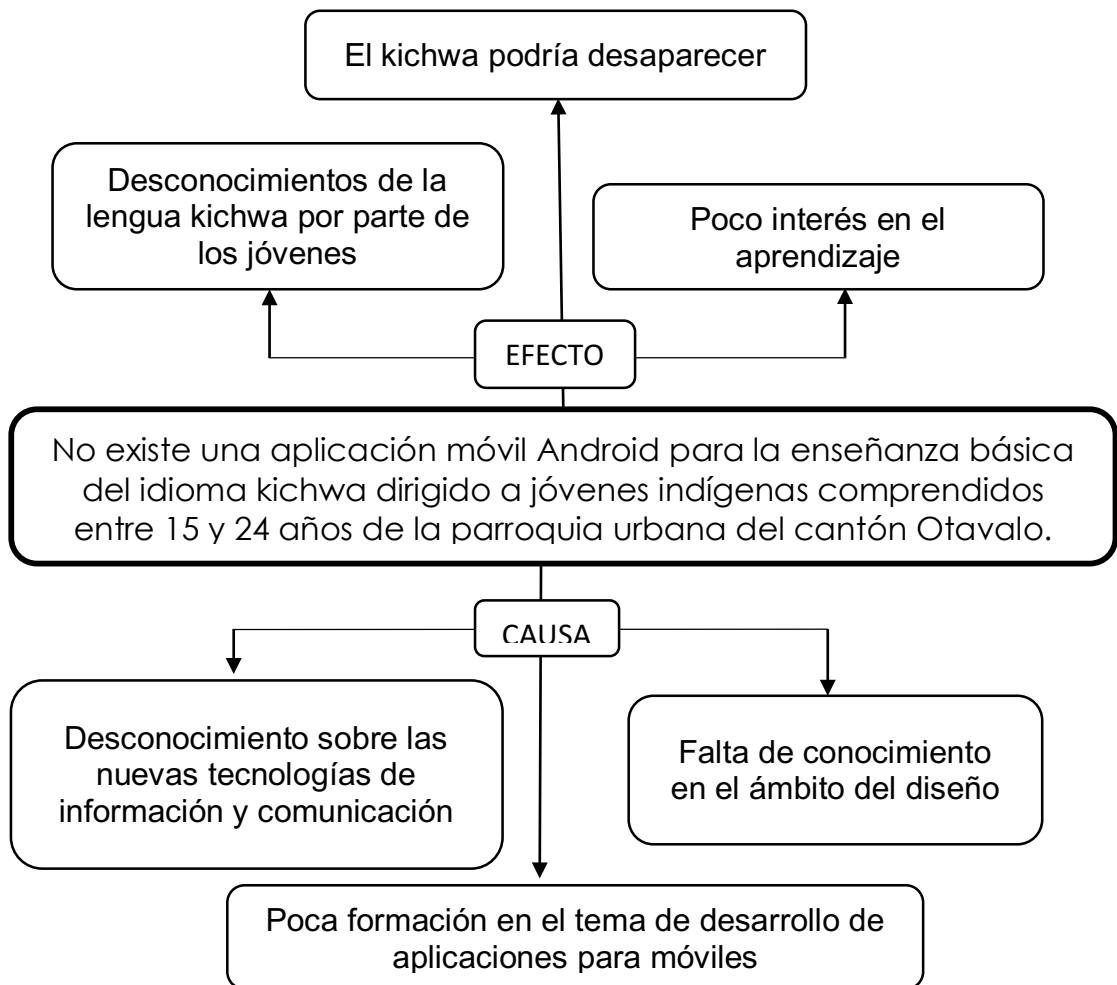 El kichwa podría desaparecer
Desconocimientos de la
lengua kichwa por parte de
los jóvenes
Poco interés en el
aprendizaje
EFECTO
No existe una aplicación móvil Android para la enseñanza básica
del idioma kichwa dirigido a jóvenes indígenas comprendidos
entre 15 y 24 años de la parroquia urbana del cantón Otavalo.
CAUSA
Desconocimiento sobre las
nuevas tecnologías de
información y comunicación
Falta de conocimiento
en el ámbito del diseño
Poca formación en el tema de desarrollo de
aplicaciones para móviles